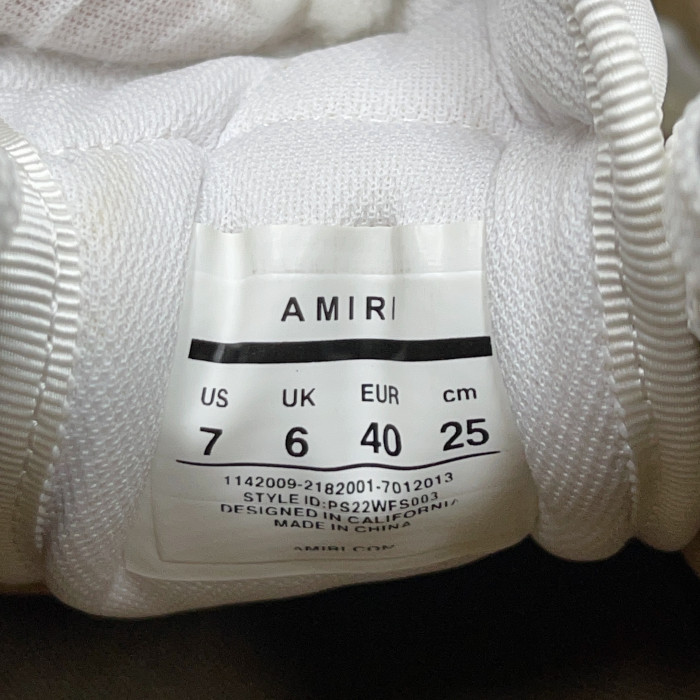 AMIRI
US UK EUR cm
7 6 40 25
1142009-2182001-7012013
STYLE ID:PS22WFS003
DESIGNED IN CALIFORNIA
MADE IN CHINA
AMIRI.COM